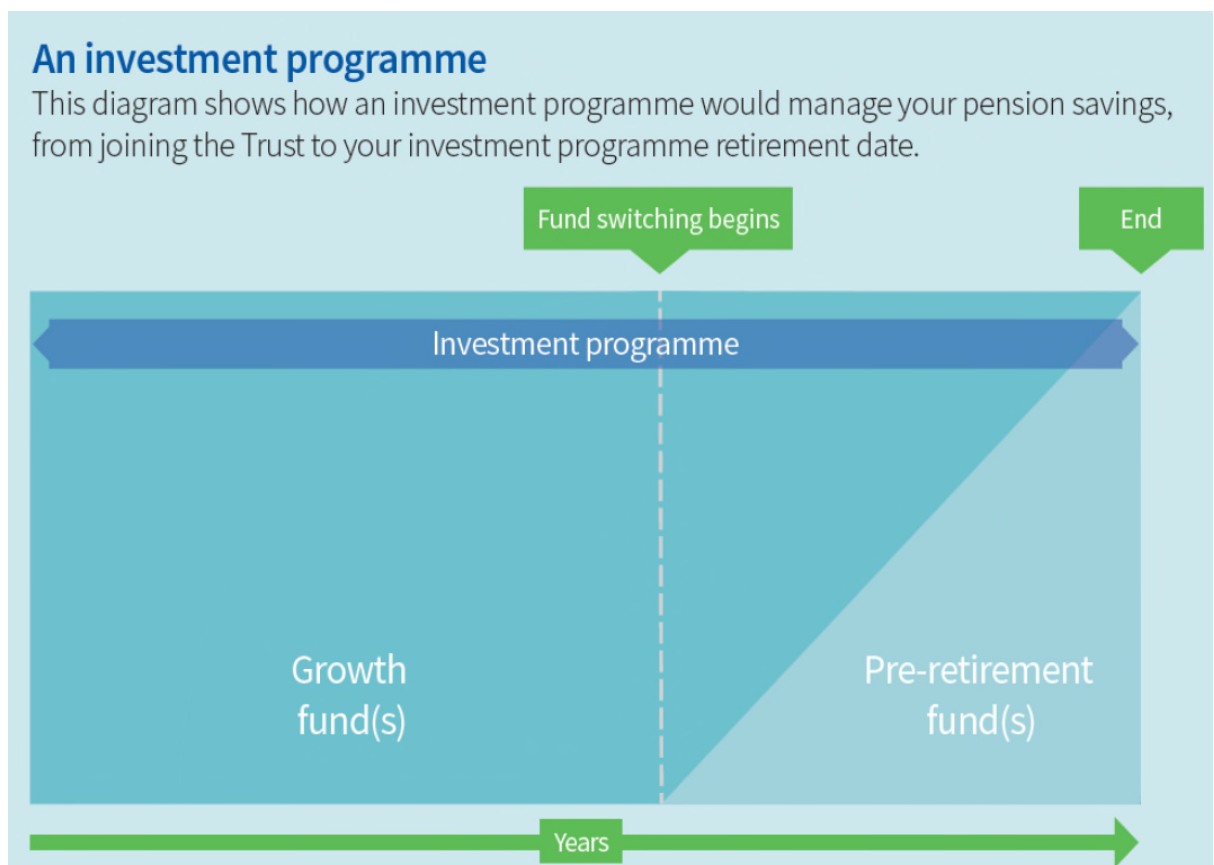 An investment programme
This diagram shows how an investment programme would manage your pension savings,
from joining the Trust to your investment programme retirement date.
Fund switching begins
End
Investment programme
Growth
fund(s)
Pre-retirement
fund(s)
Years